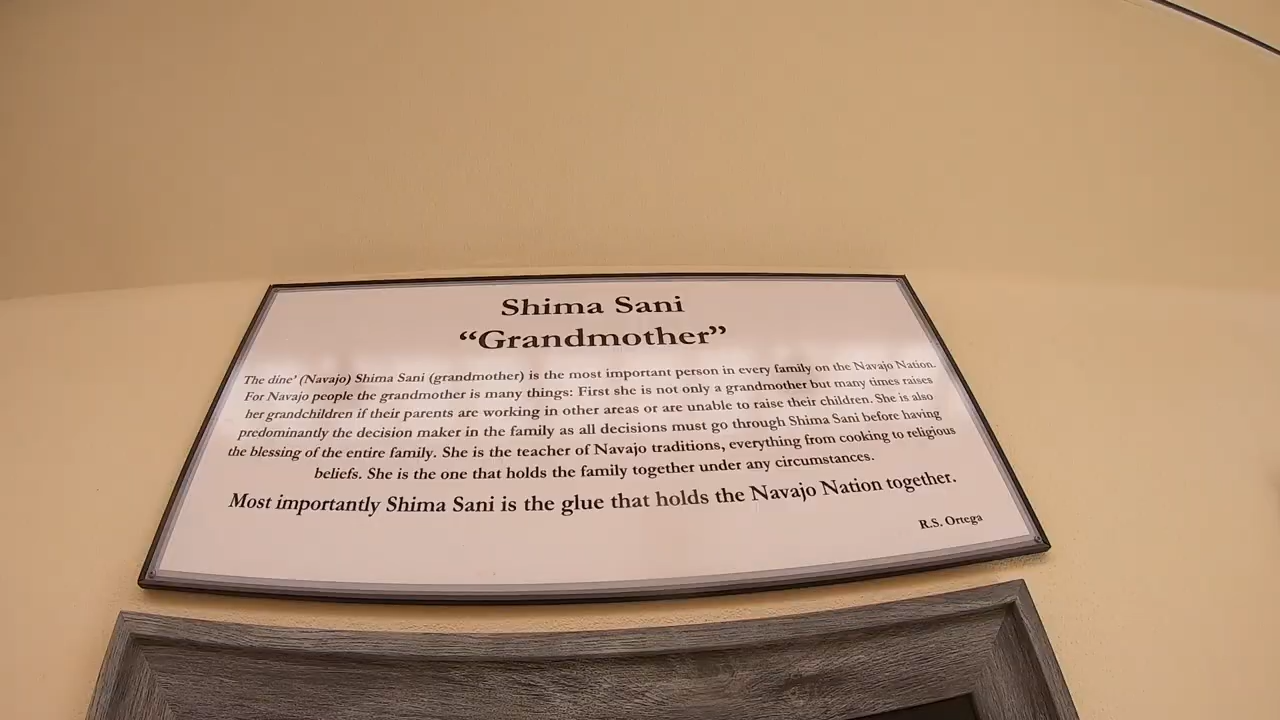 Shima Sani
“Grandmother”
The díne’ (Navajo) Shima Sani (grandmother) is the most important person in every family on the Navajo Nation.
For Navajo people the grandmother is many things: First she is not only a grandmother but many times raises
her grandchildren if their parents are working in other areas or are unable to raise their children. She is also
predominantly the decision maker in the family as all decisions must go through Shima Sani before having
the blessing of the entire family. She is the teacher of Navajo traditions, everything from cooking to religious
beliefs. She is the one that holds the family together under any circumstances.
Most importantly Shima Sani is the glue that holds the Navajo Nation together.
R.S. Ortega